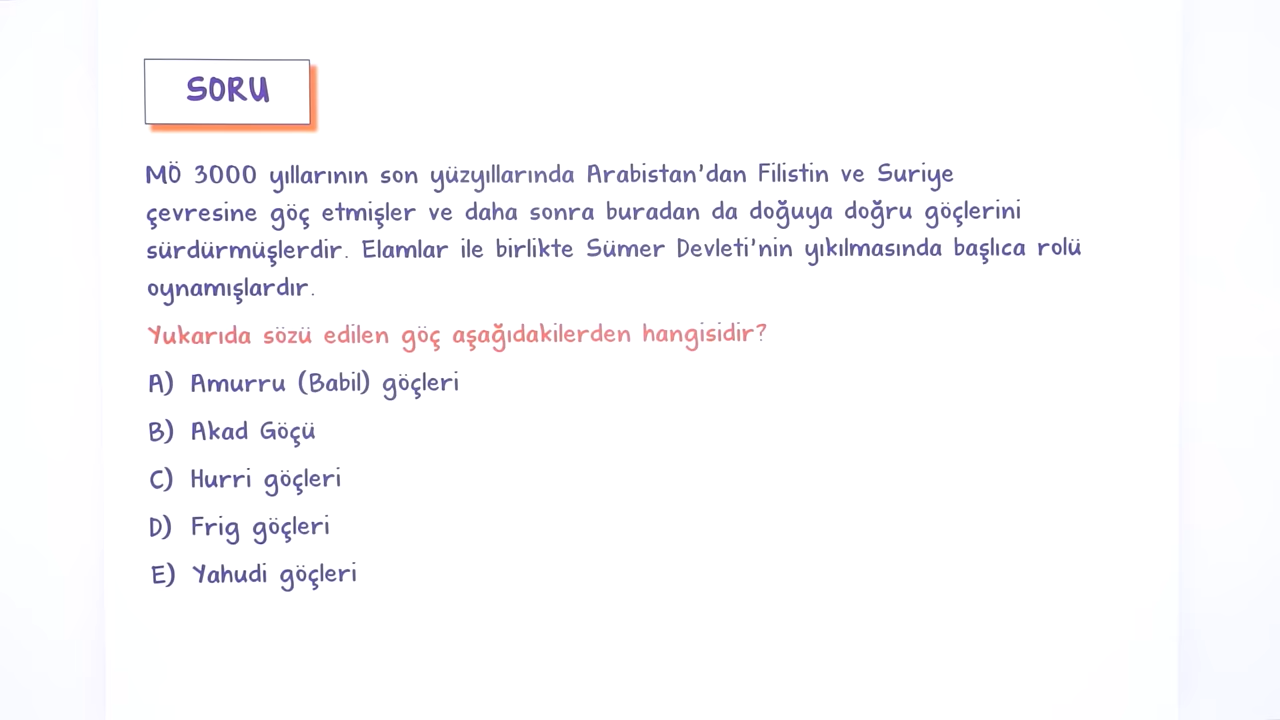 SORU
MÖ 3000 yıllarının son yüzyıllarında Arabistan'dan Filistin ve Suriye
çevresine göç etmişler ve daha sonra buradan da doğuya doğru göçlerini
sürdürmüşlerdir. Elamlar ile birlikte Sümer Devleti'nin yıkılmasında başlıca rolü
oynamışlardır.
Yukarıda sözü edilen göç aşağıdakilerden hangisidir?
A) Amurru (Babil) göçleri
B) Akad Göçü
C) Hurri göçleri
D) Frig göçleri
E) Yahudi göçleri